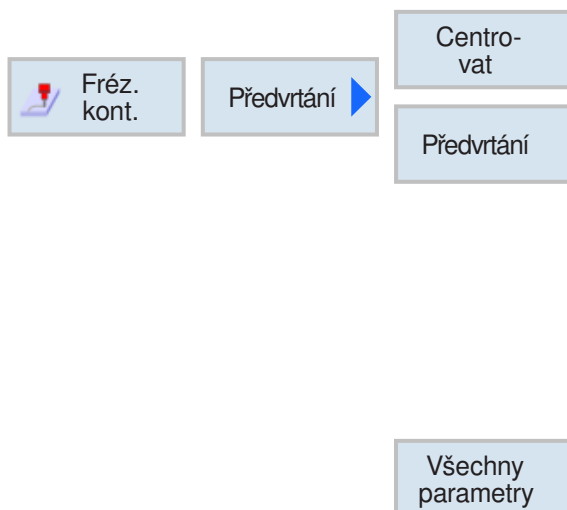 Fréz.
kont.
Předvrtání
Centro-
vat
Předvrtání
Všechny
parametry